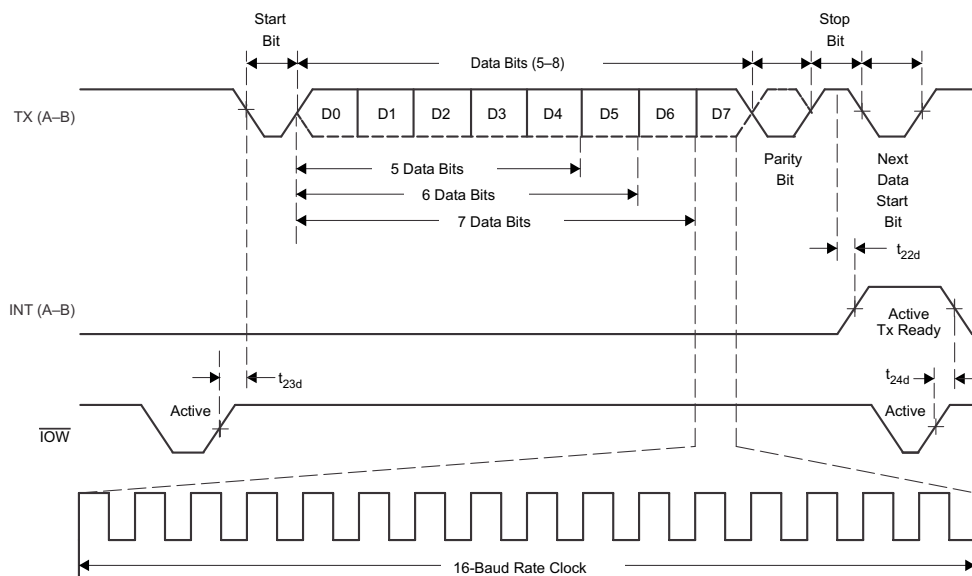 Start
Bit
Stop
Bit
Data Bits (5–8)
TX (A–B)
D0 D1 D2 D3 D4 D5 D6 D7
5 Data Bits
6 Data Bits
7 Data Bits
Parity
Bit
Next
Data
Start
Bit
t22d
INT (A–B)
Active
Tx Ready
t23d
t24d
Active
Active
IOW
16-Baud Rate Clock